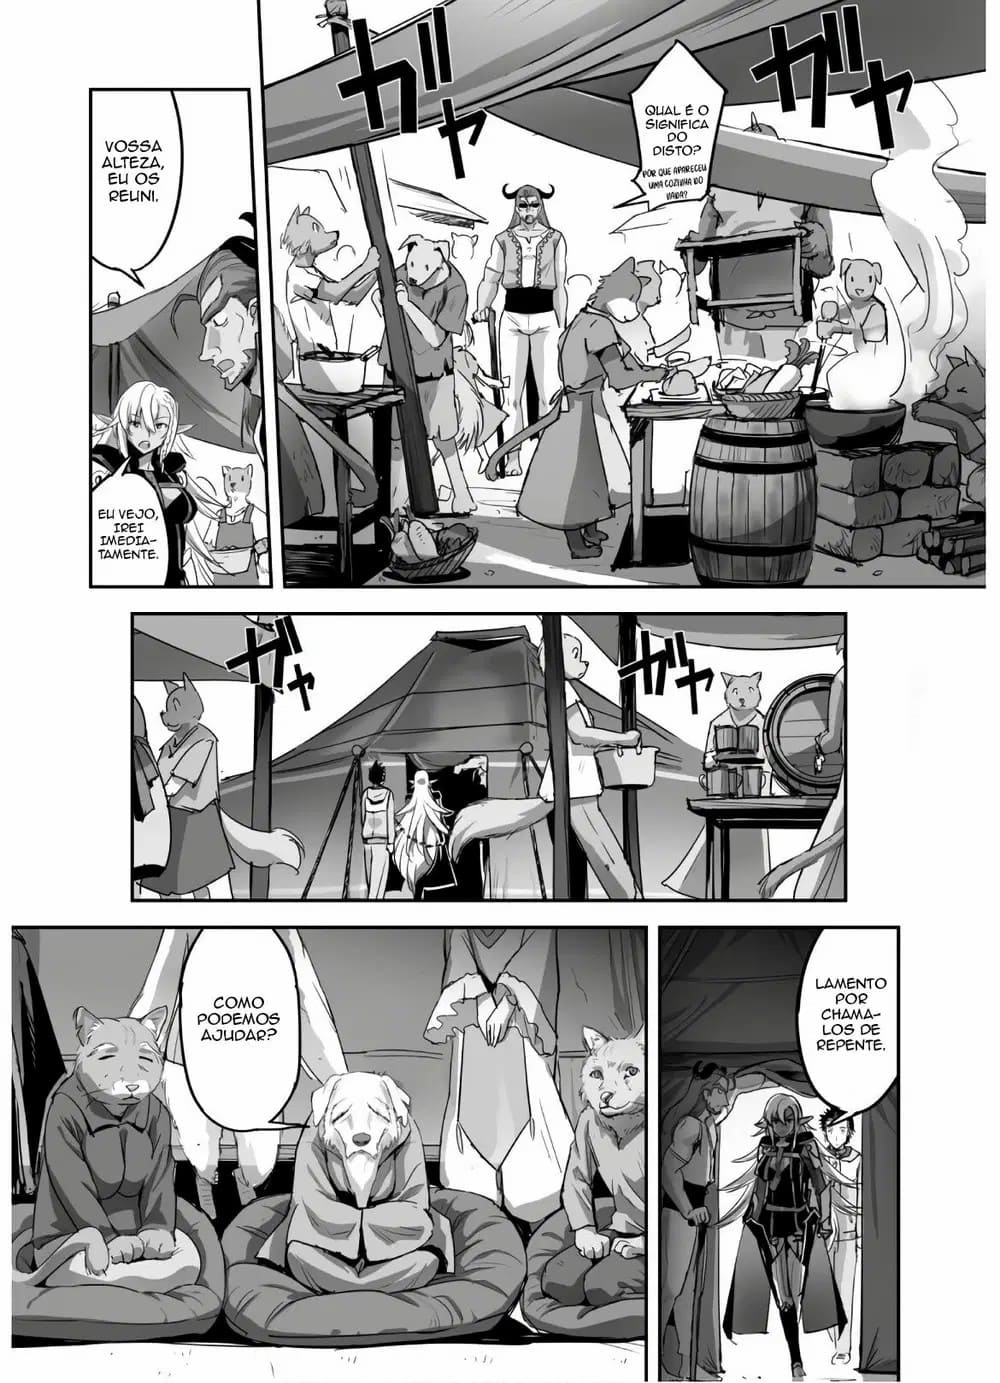 ガヤ
ガヤ
QUAL É O
SIGNIFICA
DO
DISTO?
POR QUE APARECEU
UMA COZINHA DO
NADA?
VOSSA
ALTEZA,
EU OS
REUNI.
EU VEJO,
IREI
IMEDIA-
TAMENTE.
ガヤ
ガヤ
LAMENTO
POR
CHAMA-
LOS DE
REPENTE.
COMO
PODEMOS
AJUDAR?